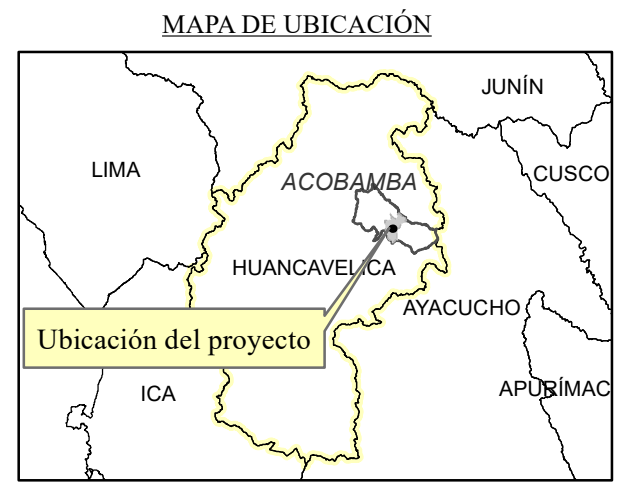 MAPA DE UBICACIÓN
JUNÍN
LIMA
CUSCO
ACOBAMBA
HUANCAVELICA
AYACUCHO
Ubicación del proyecto
ICA
APURÍMAC